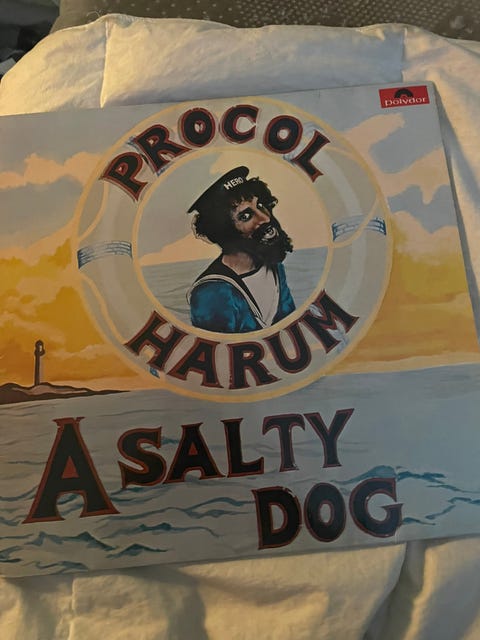 Polydor
PROCOL
HERO
HARUM
A SALTY
DOG